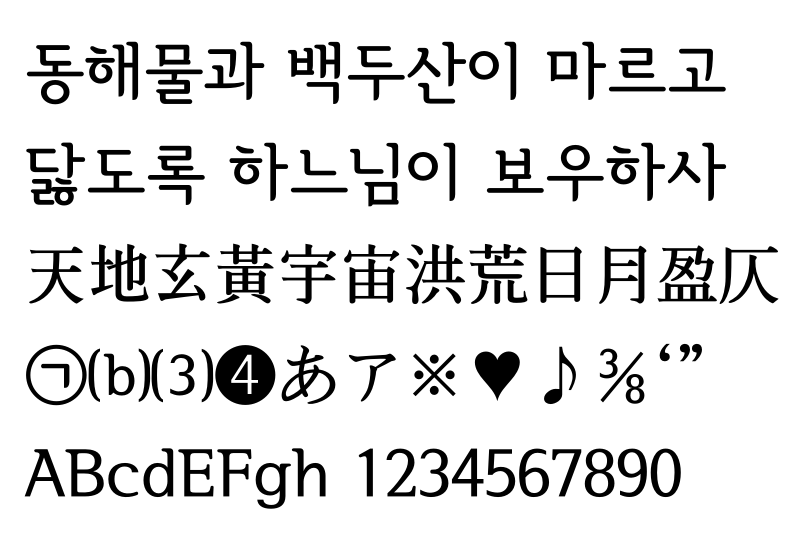 동해물과 백두산이 마르고
닳도록 하느님이 보우하사
天地玄黃宇宙洪荒日月盈仄
㉠⒝⑶❹あア※♥♪⅜‘”
ABcdEFgh 1234567890